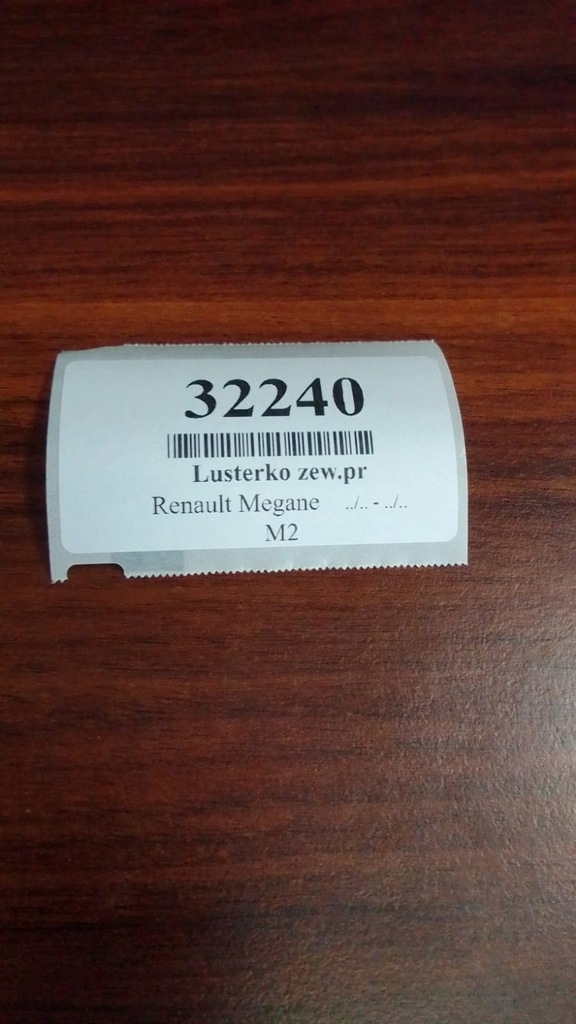 32240
Lusterko zew.pr
Renault Megane ../.. - ../..
M2